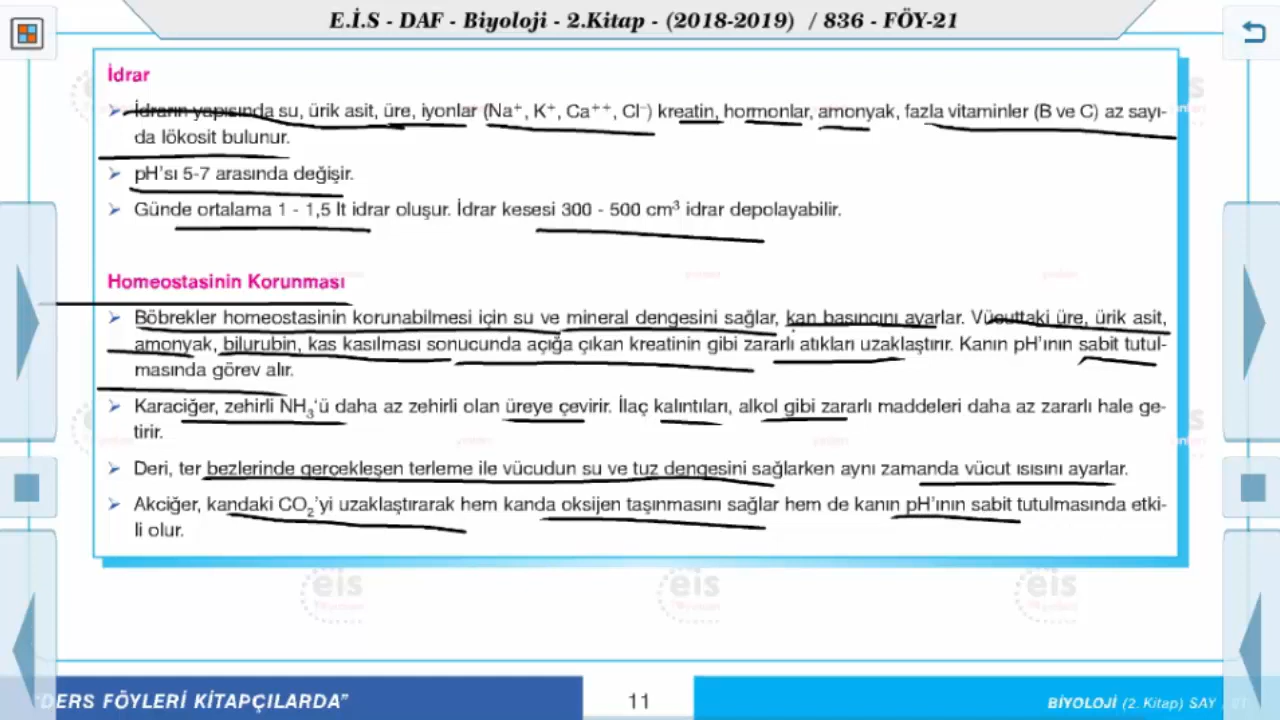 E.İ.S - DAF - Biyoloji - 2.Kitap - (2018-2019) / 836 - FÖY-21
İdrar
➢ İdrarın yapısında su, ürik asit, üre, iyonlar (Na⁺, K⁺, Ca⁺⁺, Cl⁻) kreatin, hormonlar, amonyak, fazla vitaminler (B ve C) az sayı-
da lökosit bulunur.
➢ pH’sı 5-7 arasında değişir.
➢ Günde ortalama 1 - 1,5 lt idrar oluşur. İdrar kesesi 300 - 500 cm³ idrar depolayabilir.
Homeostasinin Korunması
➢ Böbrekler homeostasinin korunabilmesi için su ve mineral dengesini sağlar, kan basıncını ayarlar. Vücuttaki üre, ürik asit,
amonyak, bilurubin, kas kasılması sonucunda açığa çıkan kreatinin gibi zararlı atıkları uzaklaştırır. Kanın pH’ının sabit tutul-
masında görev alır.
➢ Karaciğer, zehirli NH₃‘ü daha az zehirli olan üreye çevirir. İlaç kalıntıları, alkol gibi zararlı maddeleri daha az zararlı hale ge-
tirir.
➢ Deri, ter bezlerinde gerçekleşen terleme ile vücudun su ve tuz dengesini sağlarken aynı zamanda vücut ısısını ayarlar.
➢ Akciğer, kandaki CO₂’yi uzaklaştırarak hem kanda oksijen taşınmasını sağlar hem de kanın pH’ının sabit tutulmasında etki-
li olur.
eis eis eis
“DERS FÖYLERİ KİTAPÇILARDA”
11
BİYOLOJİ (2. Kitap) SAY